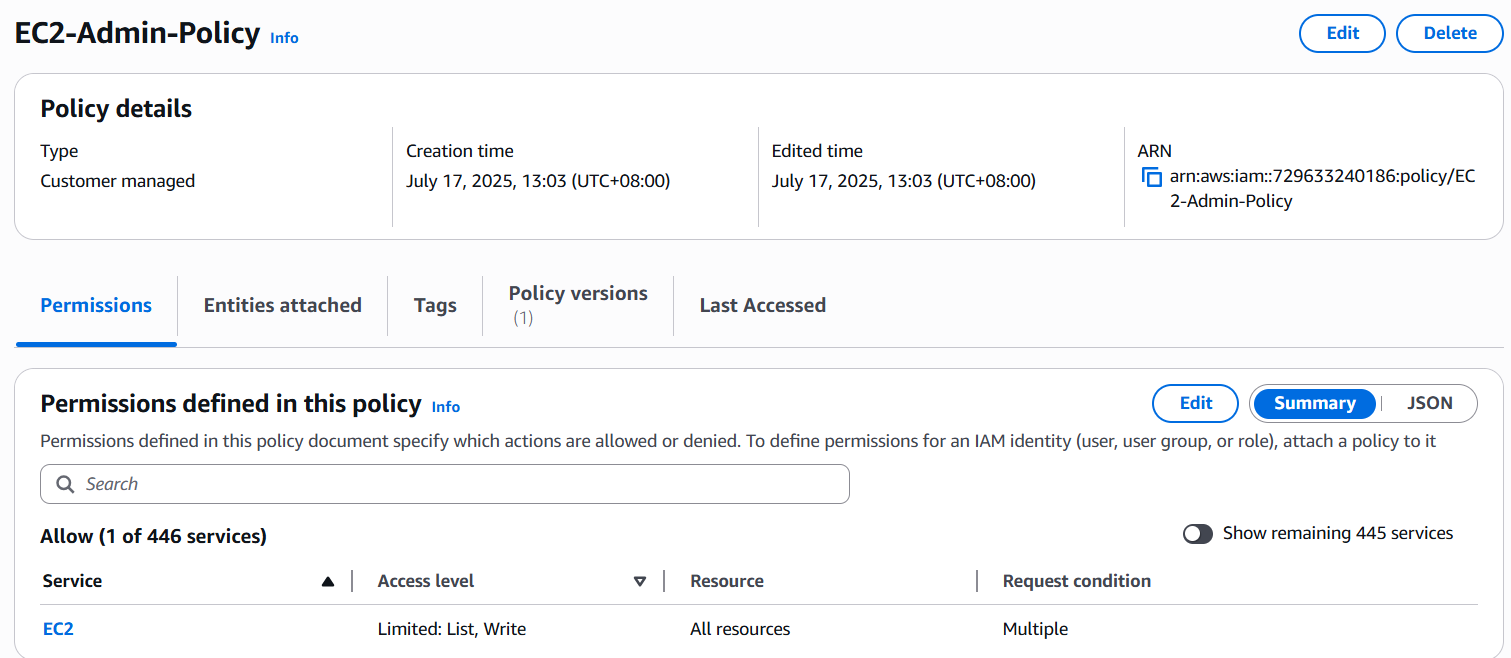 EC2-Admin-Policy Info
Edit
Delete
Policy details
Type
Customer managed
Creation time
July 17, 2025, 13:03 (UTC+08:00)
Edited time
July 17, 2025, 13:03 (UTC+08:00)
ARN
arn:aws:iam::729633240186:policy/EC
2-Admin-Policy
Permissions
Entities attached
Tags
Policy versions
(1)
Last Accessed
Permissions defined in this policy Info
Edit
Summary
JSON
Permissions defined in this policy document specify which actions are allowed or denied. To define permissions for an IAM identity (user, user group, or role), attach a policy to it
Search
Allow (1 of 446 services)
Show remaining 445 services
Service
Access level
Resource
Request condition
EC2
Limited: List, Write
All resources
Multiple